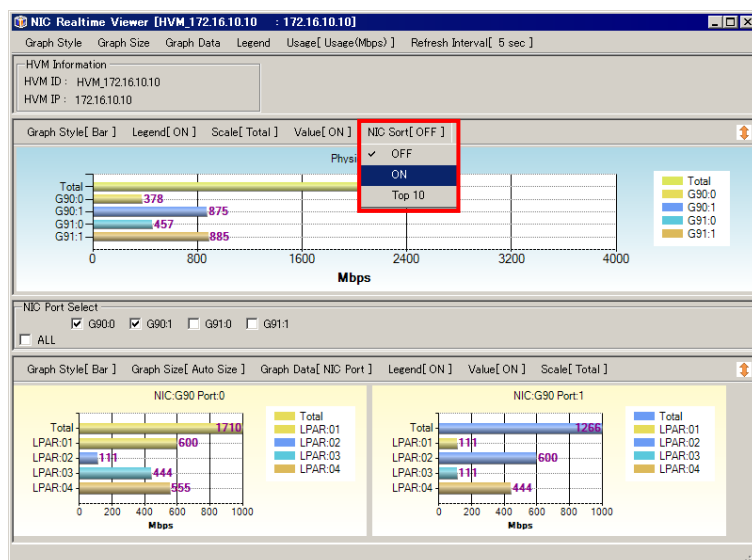 NIC Realtime Viewer [HVM_172.16.10.10 : 172.16.10.10]
Graph Style Graph Size Graph Data Legend Usage[ Usage(Mbps) ] Refresh Interval[ 5 sec ]
HVM Information
HVM ID : HVM_172.16.10.10
HVM IP : 172.16.10.10
Graph Style[ Bar ] Legend[ ON ] Scale[ Total ] Value[ ON ] NIC Sort[ OFF ]
OFF
ON
Top 10
Total
G90:0
G90:1
G91:0
G91:1
378
875
457
885
0 800 1600 2400 3200 4000
Mbps
Total
G90:0
G90:1
G91:0
G91:1
NIC Port Select
G90:0 G90:1 G91:0 G91:1
ALL
Graph Style[ Bar ] Graph Size[ Auto Size ] Graph Data[ NIC Port ] Legend[ ON ] Value[ ON ] Scale[ Total ]
NIC:G90 Port:0
Total 1710
LPAR:01 600
LPAR:02 111
LPAR:03 444
LPAR:04 555
0 200 400 600 800 1000
Mbps
Total
LPAR:01
LPAR:02
LPAR:03
LPAR:04
NIC:G90 Port:1
Total 1266
LPAR:01 111
LPAR:02 600
LPAR:03 111
LPAR:04 444
0 200 400 600 800 1000
Mbps
Total
LPAR:01
LPAR:02
LPAR:03
LPAR:04